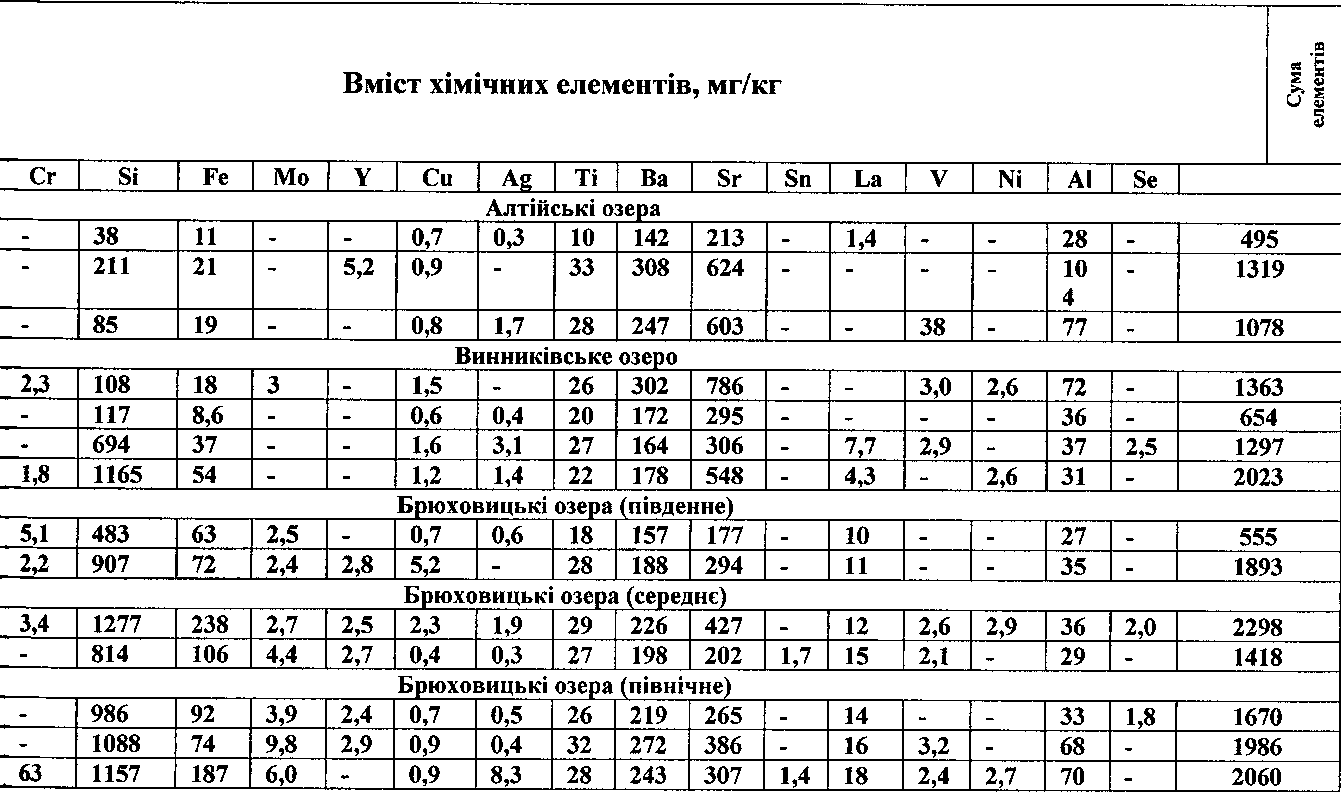 Вміст хімічних елементів, мг/кг
Сума
елементів
Cr Si Fe Mo Y Cu Ag Ti Ba Sr Sn La V Ni Al Se
Алтійські озера
- 38 11 - - 0,7 0,3 10 142 213 - 1,4 - - 28 - 495
- 211 21 - 5,2 0,9 - 33 308 624 - - - - 10 - 1319
4
- 85 19 - - 0,8 1,7 28 247 603 - - 38 - 77 - 1078
Винниківське озеро
2,3 108 18 3 - 1,5 - 26 302 786 - - 3,0 2,6 72 - 1363
- 117 8,6 - - 0,6 0,4 20 172 295 - - - - 36 - 654
- 694 37 - - 1,6 3,1 27 164 306 - 7,7 2,9 - 37 2,5 1297
1,8 1165 54 - - 1,2 1,4 22 178 548 - 4,3 - 2,6 31 - 2023
Брюховицькі озера (південне)
5,1 483 63 2,5 - 0,7 0,6 18 157 177 - 10 - - 27 - 555
2,2 907 72 2,4 2,8 5,2 - 28 188 294 - 11 - - 35 - 1893
Брюховицькі озера (середнє)
3,4 1277 238 2,7 2,5 2,3 1,9 29 226 427 - 12 2,6 2,9 36 2,0 2298
- 814 106 4,4 2,7 0,4 0,3 27 198 202 1,7 15 2,1 - 29 - 1418
Брюховицькі озера (північне)
- 986 92 3,9 2,4 0,7 0,5 26 219 265 - 14 - - 33 1,8 1670
- 1088 74 9,8 2,9 0,9 0,4 32 272 386 - 16 3,2 - 68 - 1986
63 1157 187 6,0 - 0,9 8,3 28 243 307 1,4 18 2,4 2,7 70 - 2060